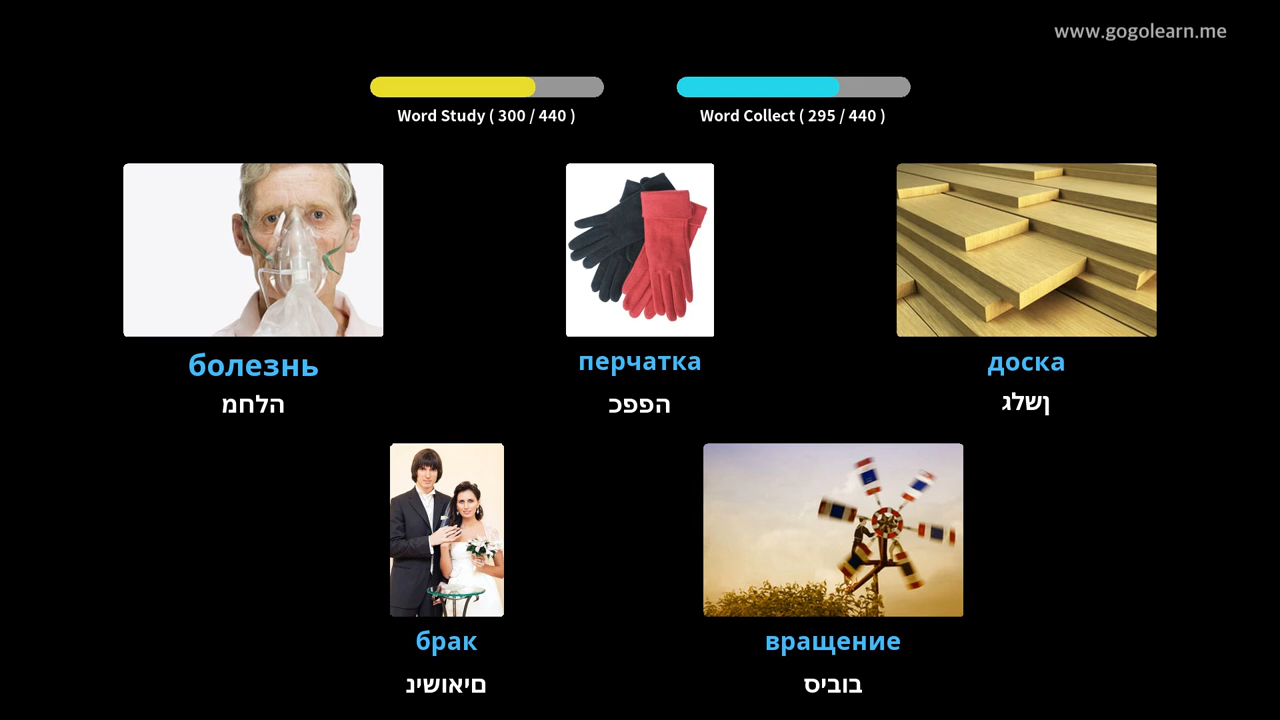 www.gogolearn.me
Word Study ( 300 / 440 )
Word Collect ( 295 / 440 )
болезнь
הלחמ
перчатка
הפפכ
доска
ןשלג
брак
םיאושינ
вращение
בוביס